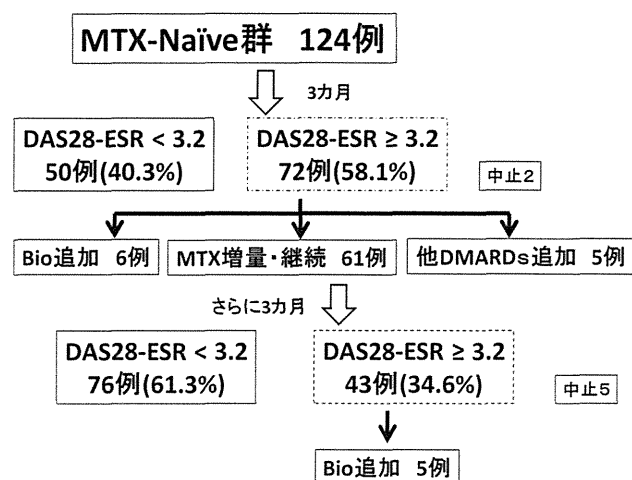 MTX-Naïve群 124例
3カ月
DAS28-ESR < 3.2
50例(40.3%)
DAS28-ESR ≥ 3.2
72例(58.1%)
中止2
Bio追加 6例
MTX増量・継続 61例
他DMARDs追加 5例
さらに3カ月
DAS28-ESR < 3.2
76例(61.3%)
DAS28-ESR ≥ 3.2
43例(34.6%)
中止5
Bio追加 5例